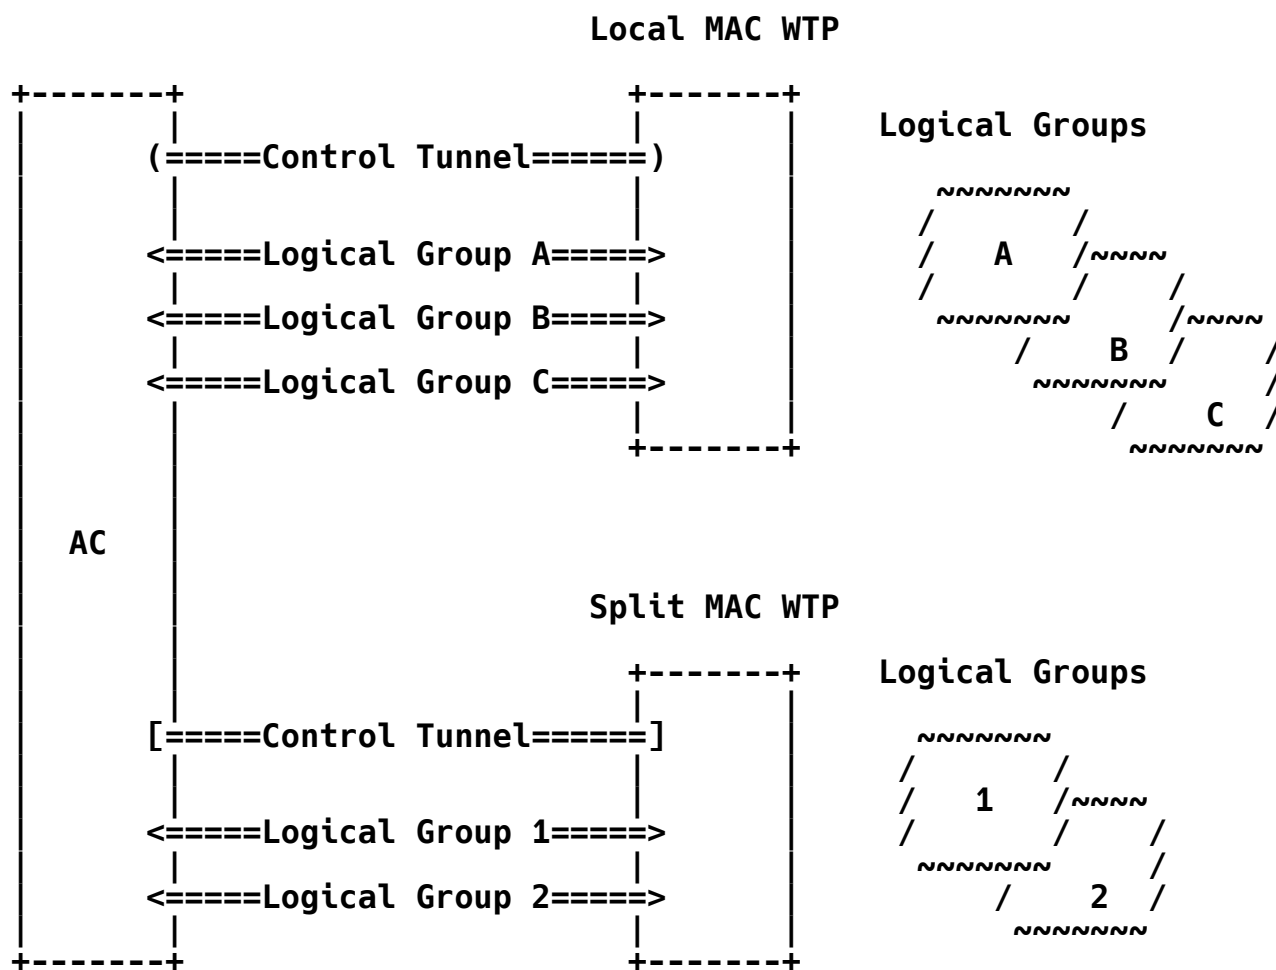 Local MAC WTP
+-------+ +-------+
| | | | Logical Groups
(=====Control Tunnel======)
| | ~~~~~~~
| | / /
<=====Logical Group A=====> / A /~~~~
| | / / /
<=====Logical Group B=====> ~~~~~~~ /~~~~
| | / B / /
<=====Logical Group C=====> ~~~~~~~ /
| | / C /
+-------+ ~~~~~~~
AC
Split MAC WTP
+-------+ Logical Groups
[=====Control Tunnel======] ~~~~~~~
| | / /
| | / 1 /~~~~
<=====Logical Group 1=====> / / /
| | ~~~~~~~ /
<=====Logical Group 2=====> / 2 /
| | ~~~~~~~
+-------+ +-------+